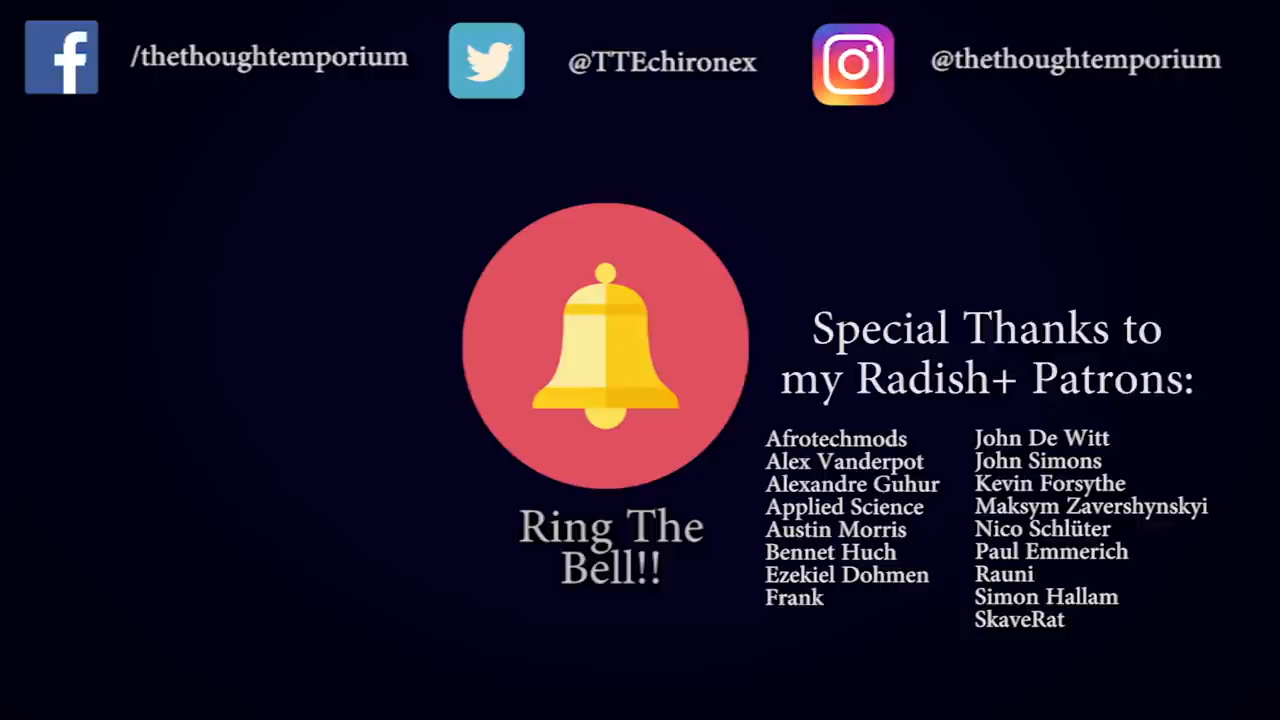 /thethoughtemporium
@TTEchironex
@thethoughtemporium
Ring The
Bell!!
Special Thanks to
my Radish+ Patrons:
Afrotechmods
Alex Vanderpot
Alexandre Guhur
Applied Science
Austin Morris
Bennet Huch
Ezekiel Dohmen
Frank
John De Witt
John Simons
Kevin Forsythe
Maksym Zavershynskyi
Nico Schlüter
Paul Emmerich
Rauni
Simon Hallam
SkaveRat